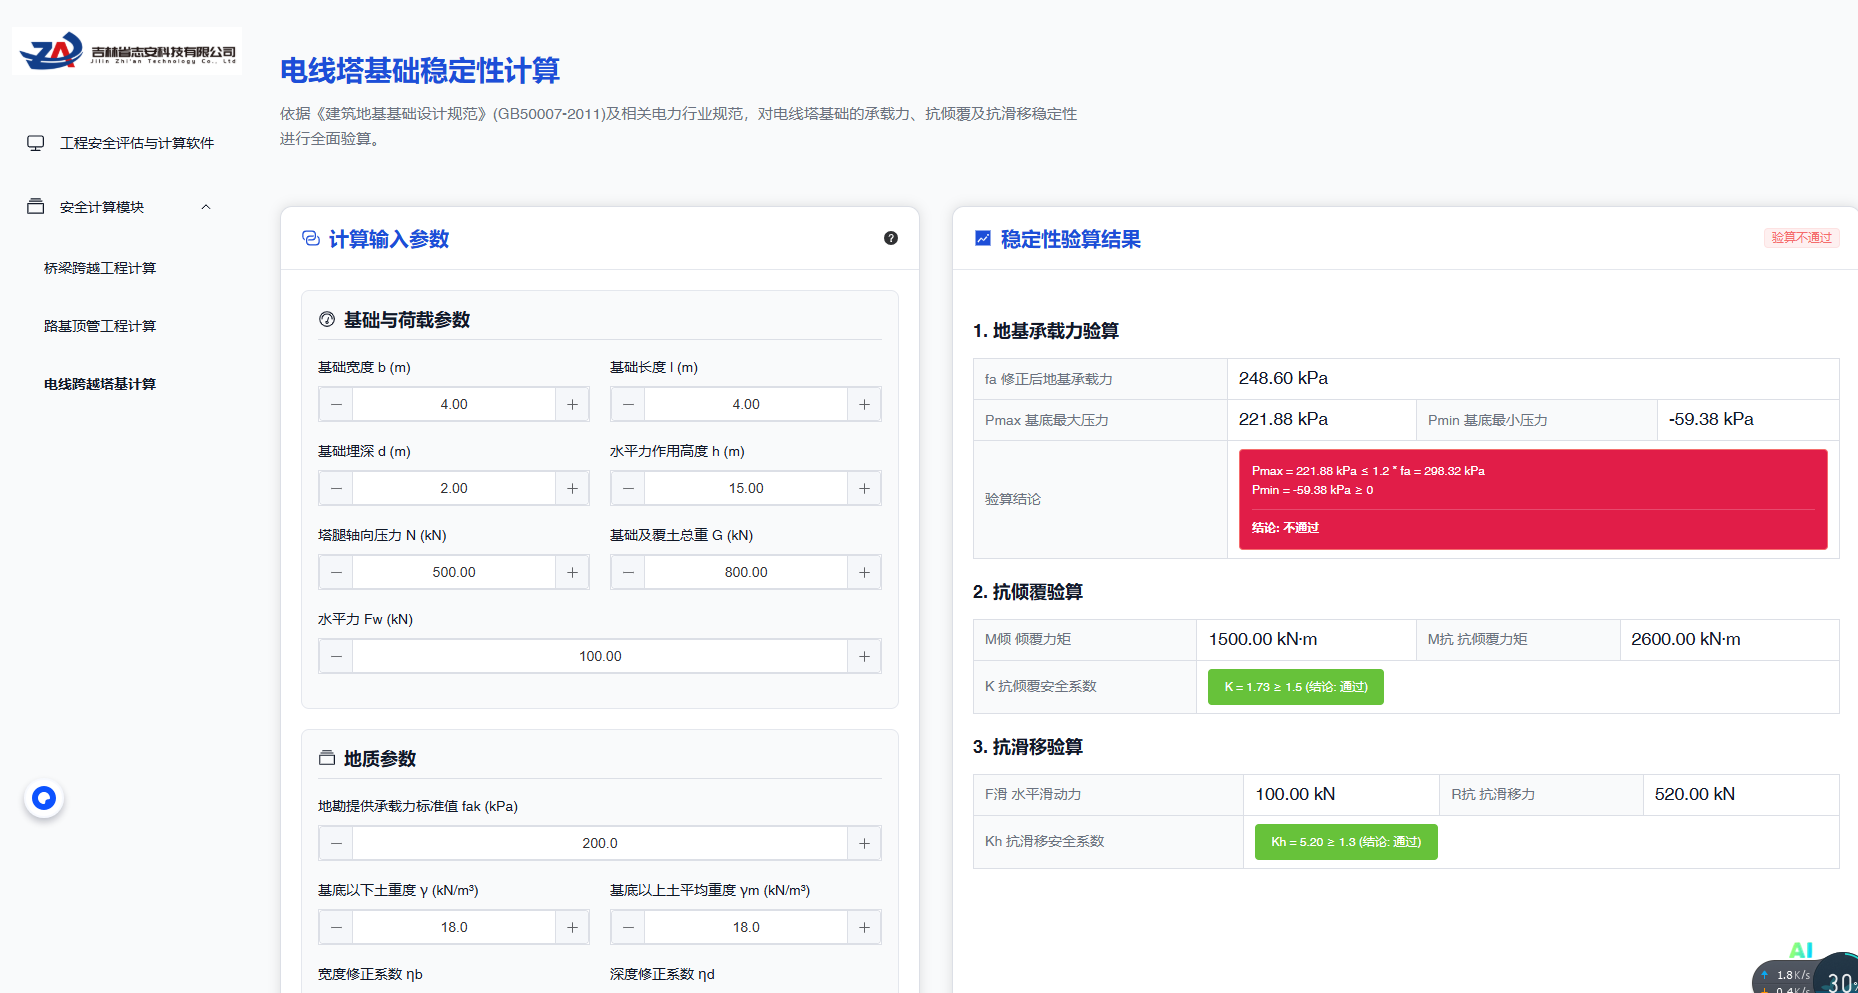 ZA 吉林省志安科技有限公司
Jilin Zhi'an Technology Co., Ltd
工程安全评估与计算软件
安全计算模块
桥梁跨越工程计算
路基顶管工程计算
电线跨越塔基计算
电线塔基础稳定性计算
依据《建筑地基基础设计规范》(GB50007-2011)及相关电力行业规范，对电线塔基础的承载力、抗倾覆及抗滑移稳定性
进行全面验算。
计算输入参数
基础与荷载参数
基础宽度 b (m) 基础长度 l (m)
4.00 4.00
基础埋深 d (m) 水平力作用高度 h (m)
2.00 15.00
塔腿轴向压力 N (kN) 基础及覆土总重 G (kN)
500.00 800.00
水平力 Fw (kN)
100.00
地质参数
地勘提供承载力标准值 fak (kPa)
200.0
基底以下土重度 γ (kN/m³) 基底以上土平均重度 γm (kN/m³)
18.0 18.0
宽度修正系数 ηb 深度修正系数 ηd
稳定性验算结果 验算不通过
1. 地基承载力验算
fa 修正后地基承载力 248.60 kPa
Pmax 基底最大压力 221.88 kPa Pmin 基底最小压力 -59.38 kPa
验算结论
Pmax = 221.88 kPa ≤ 1.2 * fa = 298.32 kPa
Pmin = -59.38 kPa ≥ 0
结论: 不通过
2. 抗倾覆验算
M倾 倾覆力矩 1500.00 kN·m M抗 抗倾覆力矩 2600.00 kN·m
K 抗倾覆安全系数 K = 1.73 ≥ 1.5 (结论: 通过)
3. 抗滑移验算
F滑 水平滑动力 100.00 kN R抗 抗滑移力 520.00 kN
Kh 抗滑移安全系数 Kh = 5.20 ≥ 1.3 (结论: 通过)
AI
1.8K/s
0.4K/s
30%